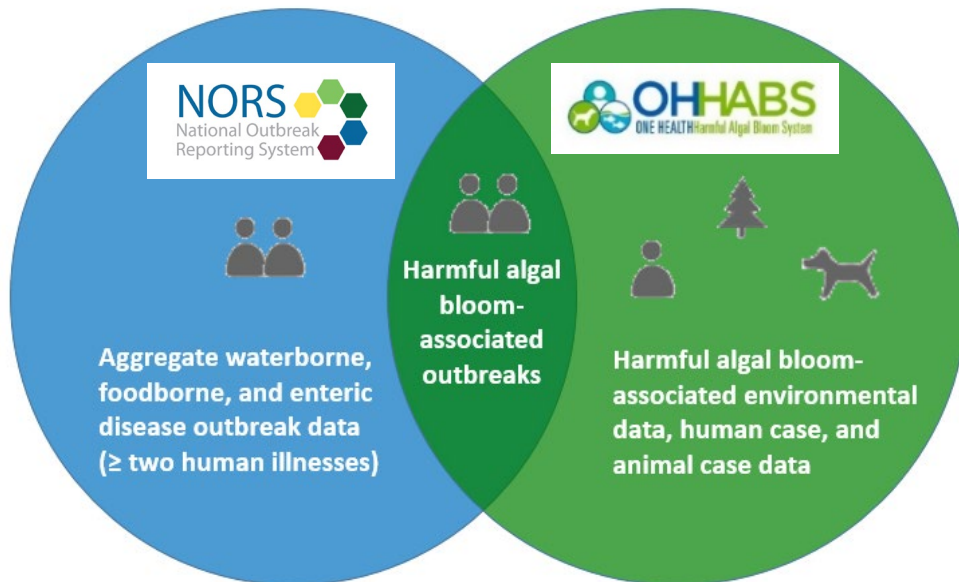 NORS
National Outbreak
Reporting System
OHHABS
ONE HEALTH Harmful Algal Bloom System
Harmful algal
bloom-
associated
outbreaks
Aggregate waterborne,
foodborne, and enteric
disease outbreak data
(≥ two human illnesses)
Harmful algal bloom-
associated environmental
data, human case, and
animal case data